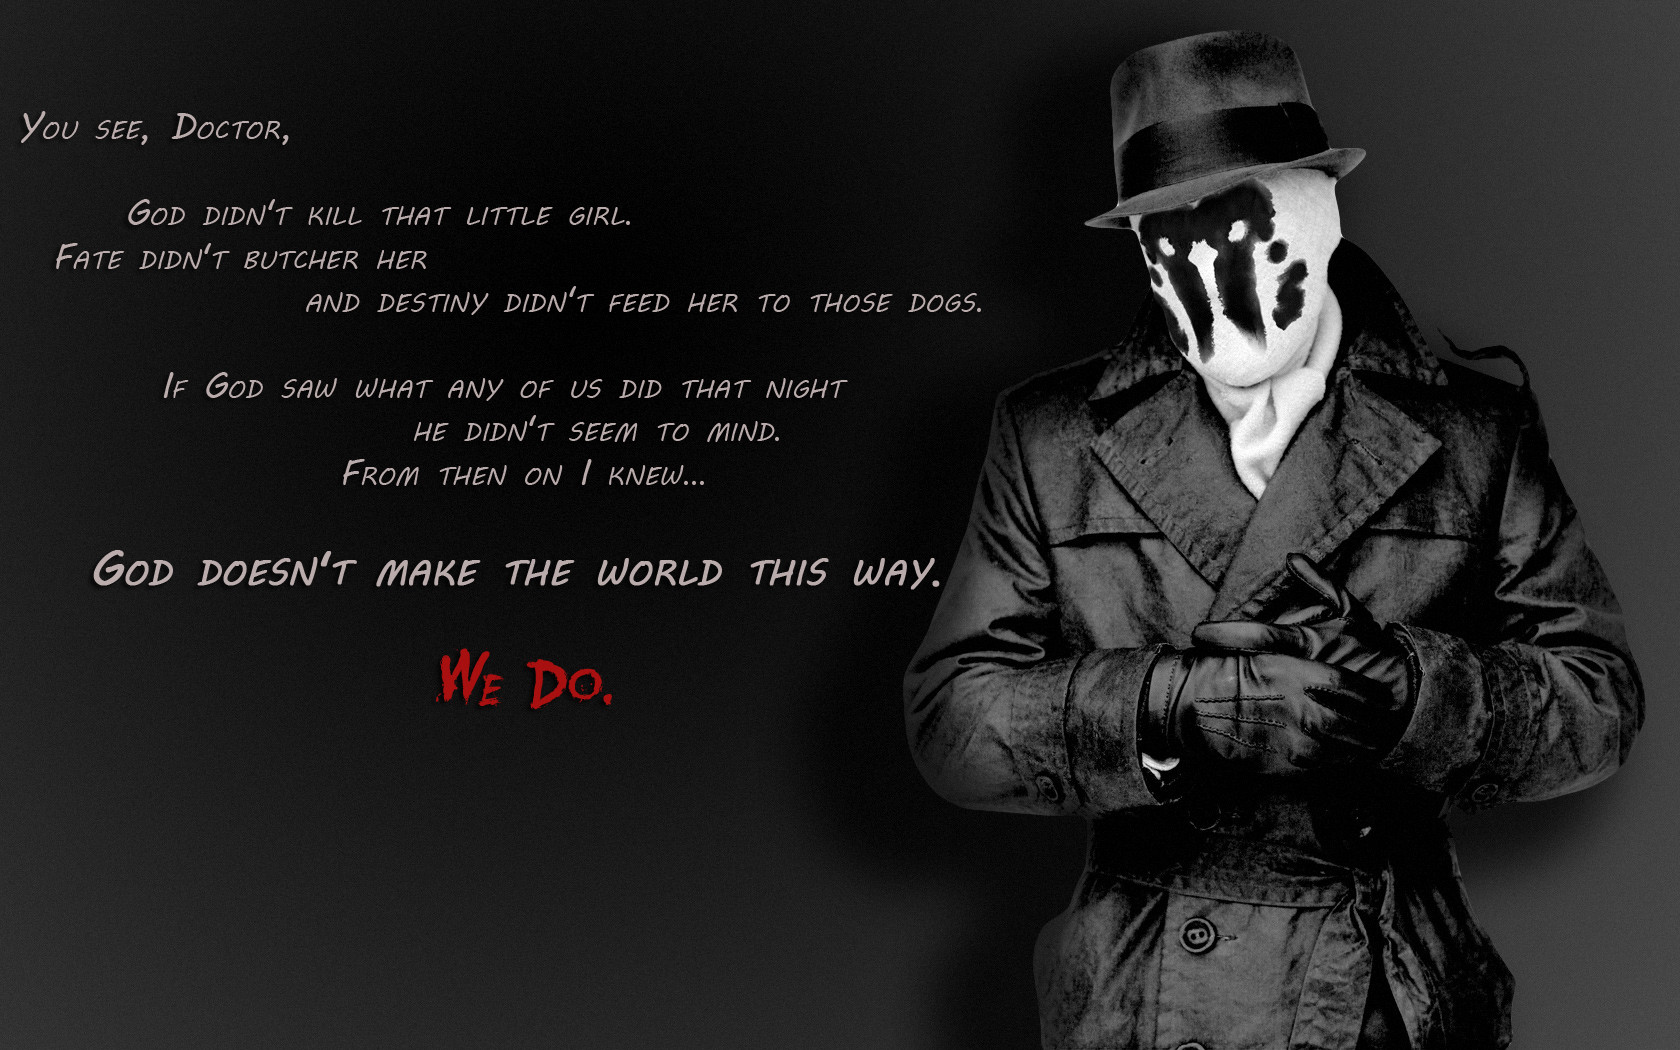 You see, Doctor,
God didn't kill that little girl.
Fate didn't butcher her
and destiny didn't feed her to those dogs.
If God saw what any of us did that night
he didn't seem to mind.
From then on I knew...
God doesn't make the world this way.
We Do.